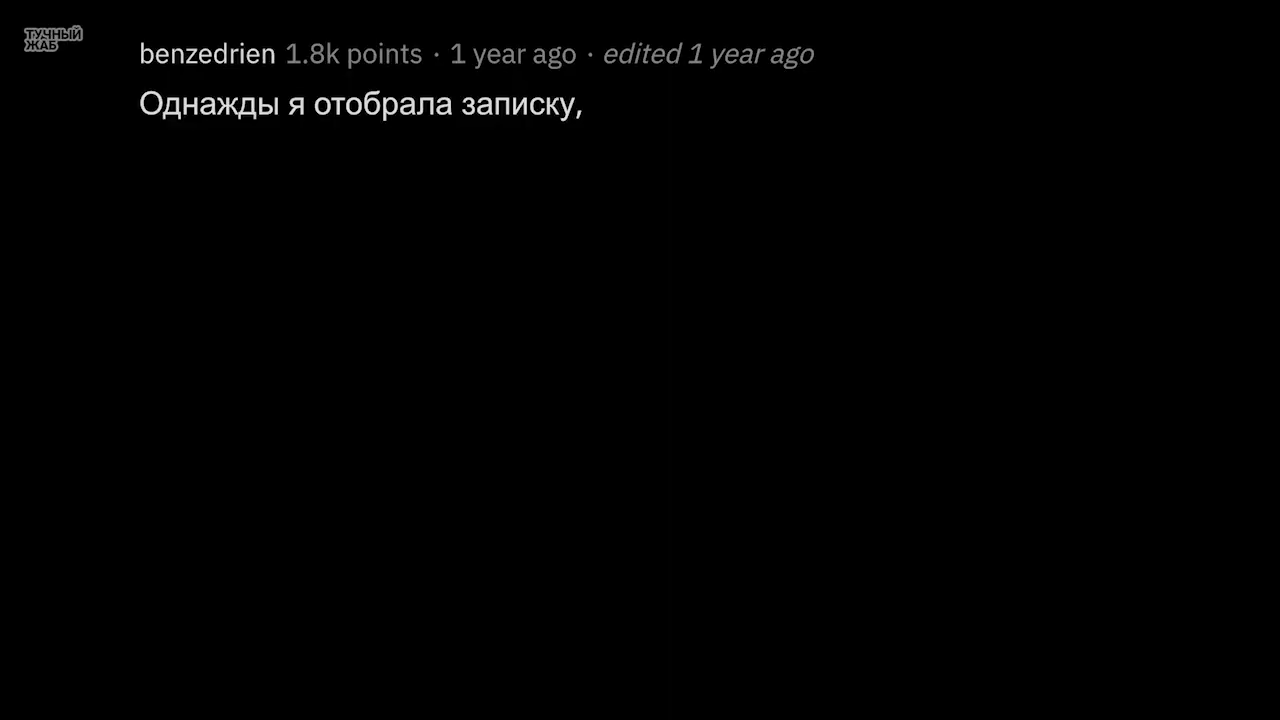 ТУЧНЫЙ
ЖАБ
benzedrien 1.8k points · 1 year ago · edited 1 year ago
Однажды я отобрала записку,